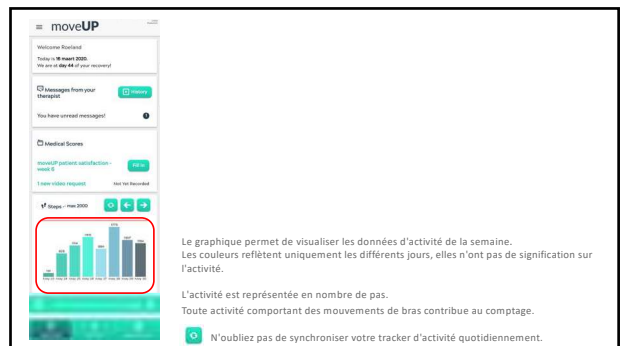 moveUP
Welcome Roeland
Today is 16 maart 2020.
We are at day 44 of your recovery!
Messages from your therapist
History
You have unread messages!
Medical Scores
moveUP patient satisfaction - week 6
Fill in
1 new video request
Not Yet Recorded
Steps - max 2000
Le graphique permet de visualiser les données d'activité de la semaine.
Les couleurs reflètent uniquement les différents jours, elles n'ont pas de signification sur
l'activité.
L'activité est représentée en nombre de pas.
Toute activité comportant des mouvements de bras contribue au comptage.
N'oubliez pas de synchroniser votre tracker d'activité quotidiennement.